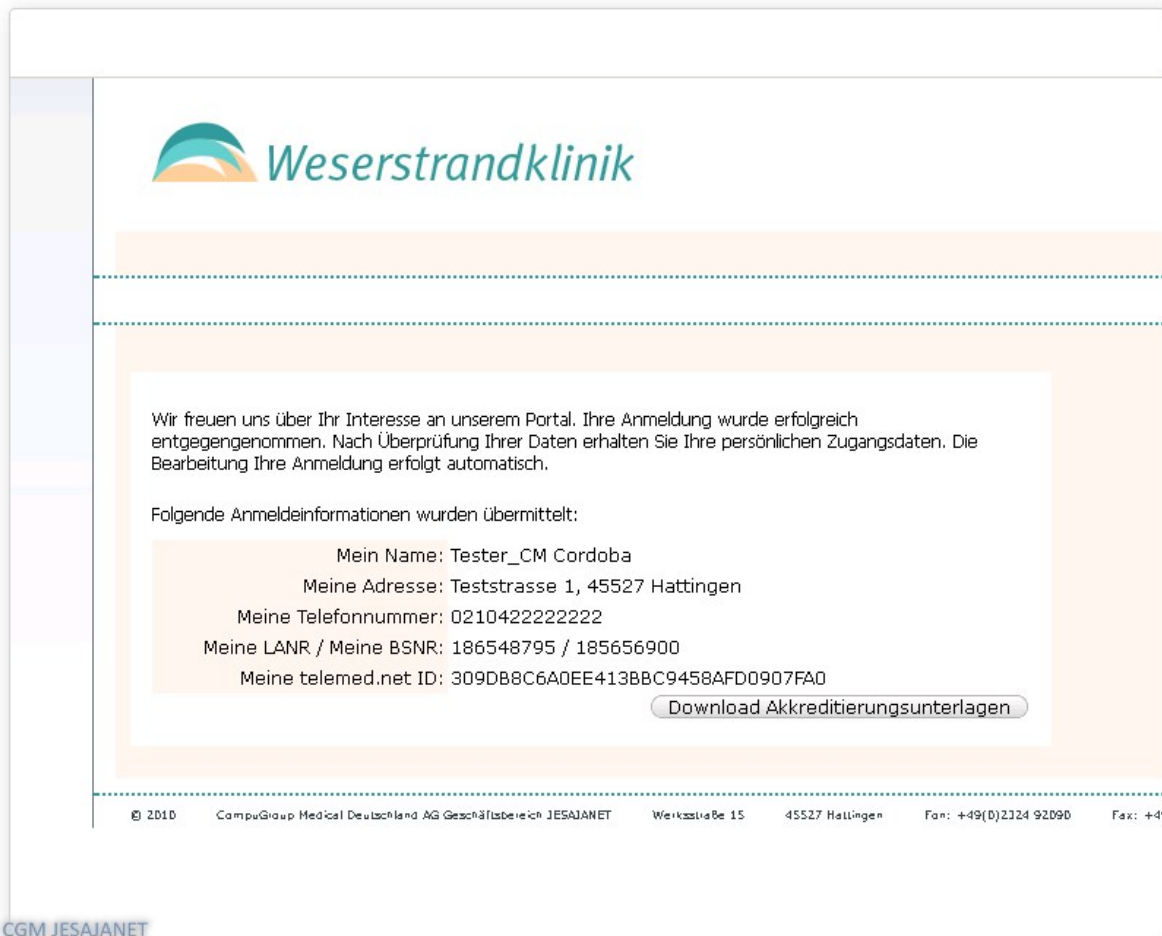 Weserstrandklinik
Wir freuen uns über Ihr Interesse an unserem Portal. Ihre Anmeldung wurde erfolgreich
entgegengenommen. Nach Überprüfung Ihrer Daten erhalten Sie Ihre persönlichen Zugangsdaten. Die
Bearbeitung Ihre Anmeldung erfolgt automatisch.
Folgende Anmeldeinformationen wurden übermittelt:
Mein Name: Tester_CM Cordoba
Meine Adresse: Teststrasse 1, 45527 Hattingen
Meine Telefonnummer: 0210422222222
Meine LANR / Meine BSNR: 186548795 / 185656900
Meine telemed.net ID: 309DB8C6A0EE413BBC9458AFD0907FA0
Download Akkreditierungsunterlagen
© 2010 CompuGroup Medical Deutschland AG Geschäftsbereich JESAJANET Werksstraße 15 45527 Hattingen Fon: +49(0)2324 92090 Fax: +4
CGM JESAJANET